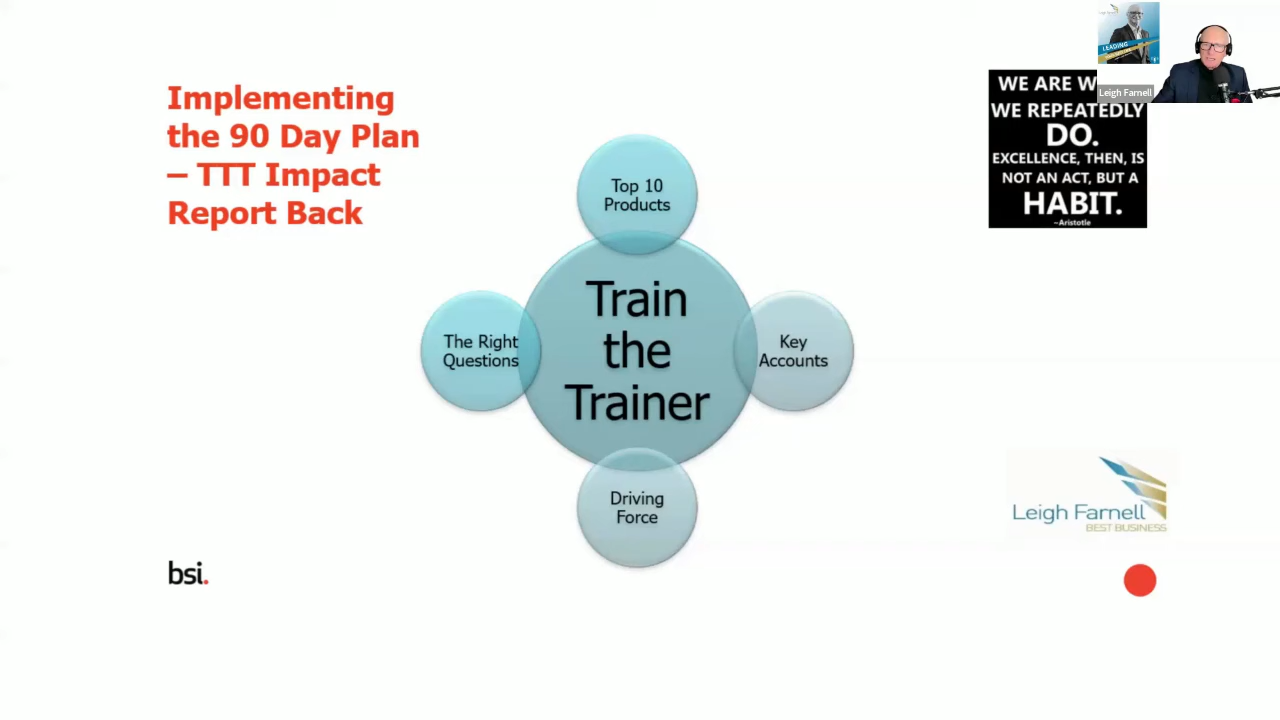 Implementing
the 90 Day Plan
– TTT Impact
Report Back
Top 10
Products
The Right
Questions
Train
the
Trainer
Key
Accounts
Driving
Force
LEADING
Leigh Farnell
WE ARE
WE REPEATEDLY
DO.
EXCELLENCE, THEN, IS
NOT AN ACT, BUT A
HABIT.
~Aristotle
Leigh Farnell
BEST BUSINESS
bsi.